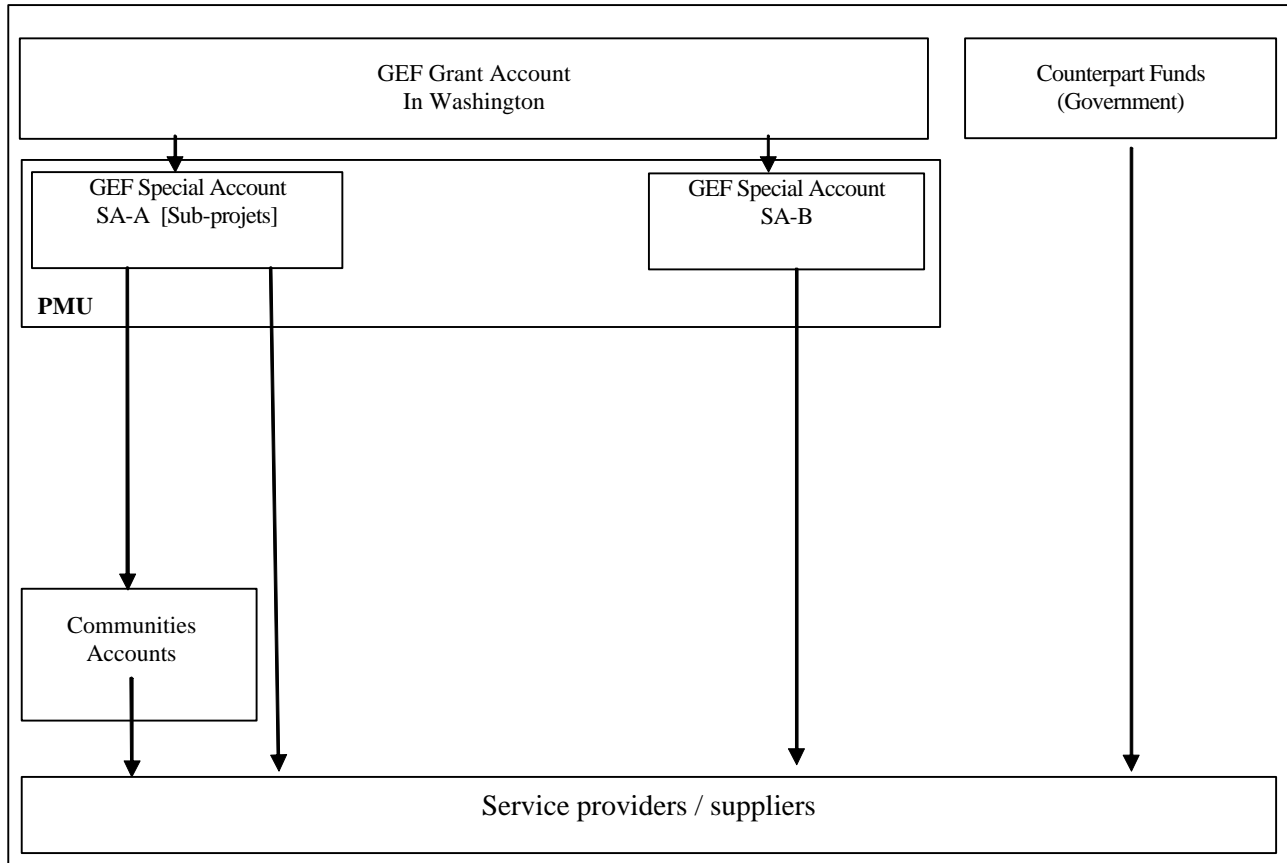 GEF Grant Account
In Washington
Counterpart Funds
(Government)
GEF Special Account
SA-A [Sub-projets]
GEF Special Account
SA-B
PMU
Communities
Accounts
Service providers / suppliers